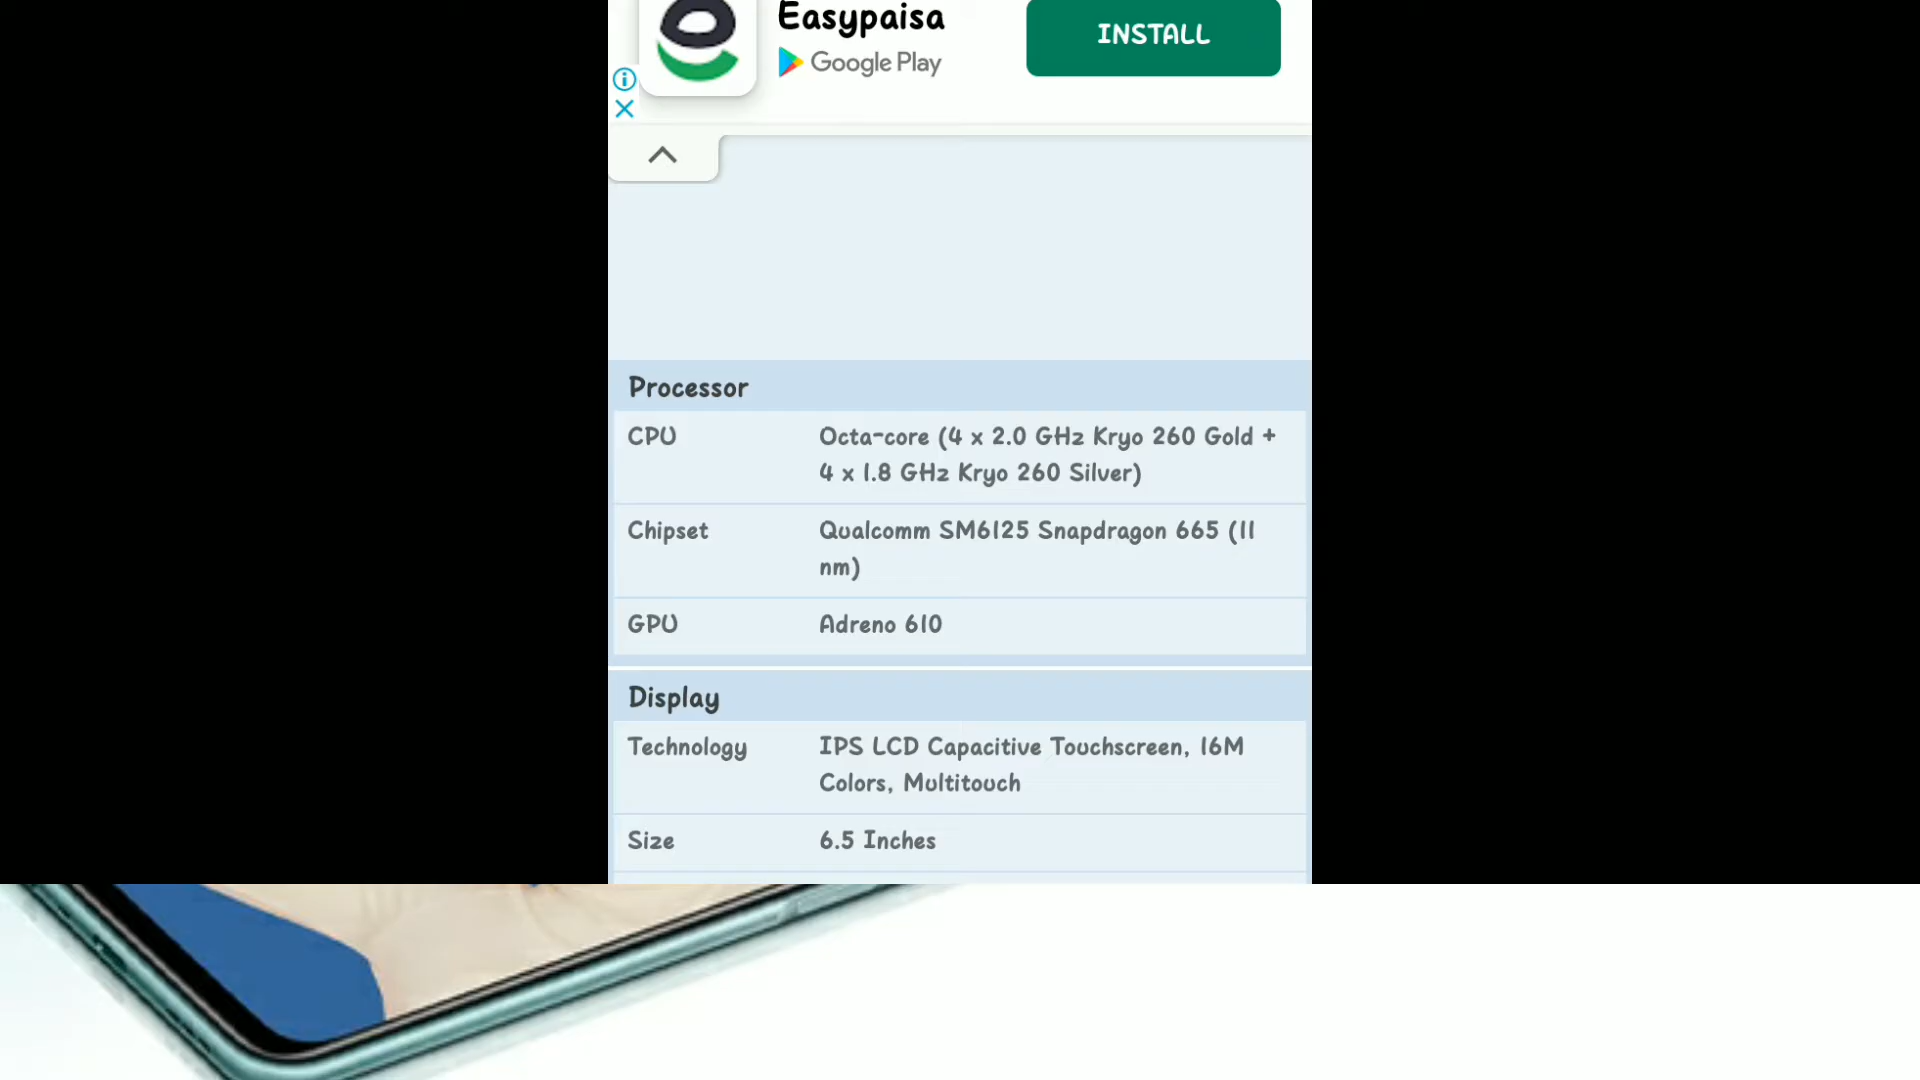 Easypaisa
Google Play
INSTALL
Processor
CPU Octa-core (4 x 2.0 GHz Kryo 260 Gold +
4 x 1.8 GHz Kryo 260 Silver)
Chipset Qualcomm SM6125 Snapdragon 665 (11
nm)
GPU Adreno 610
Display
Technology IPS LCD Capacitive Touchscreen, 16M
Colors, Multitouch
Size 6.5 Inches